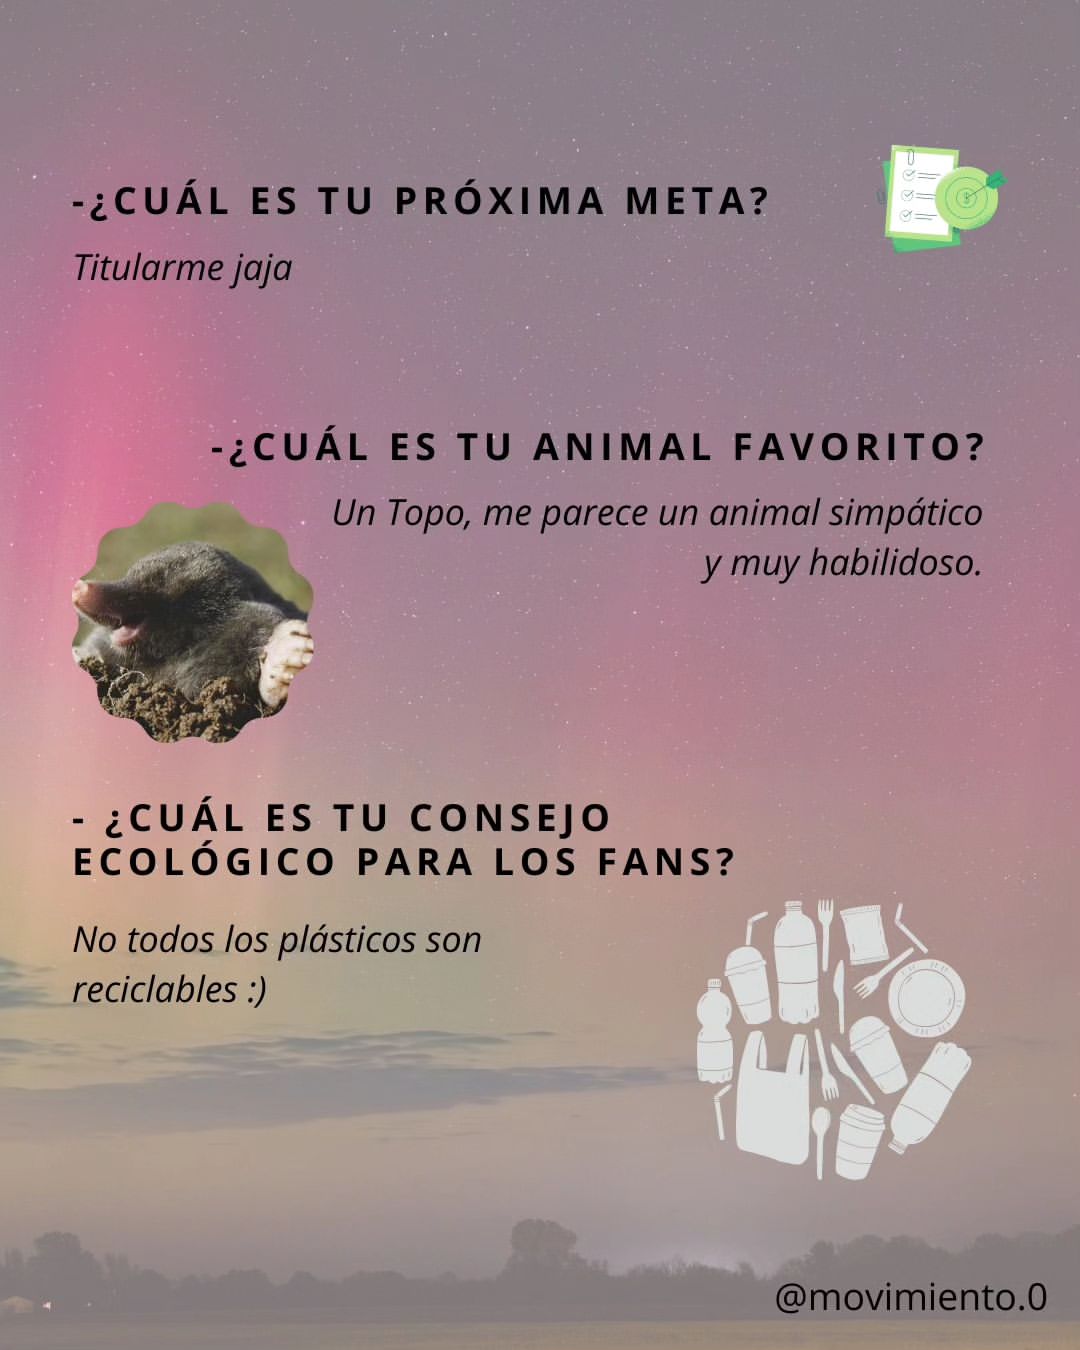 -¿CUÁL ES TU PRÓXIMA META?
Titularme jaja
-¿CUÁL ES TU ANIMAL FAVORITO?
Un Topo, me parece un animal simpático
y muy habilidoso.
- ¿CUÁL ES TU CONSEJO
ECOLÓGICO PARA LOS FANS?
No todos los plásticos son
reciclables :)
@movimiento.0